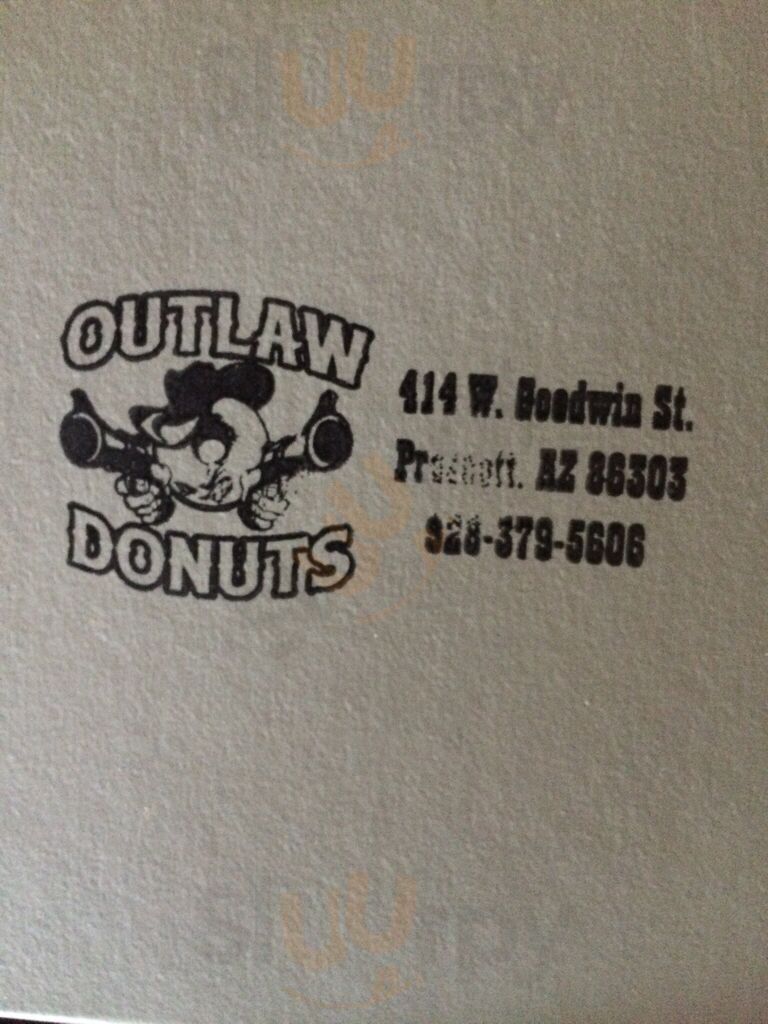 OUTLAW
DONUTS
414 W. Goodwin St.
Prescott, AZ 86303
928-379-5606